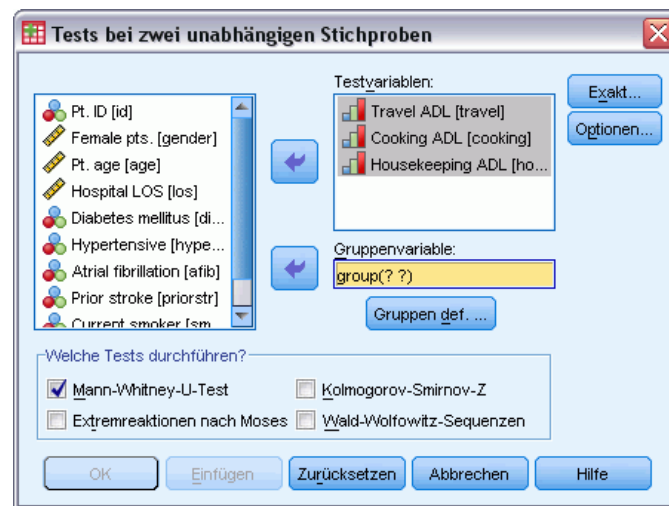 Tests bei zwei unabhängigen Stichproben
Testvariablen:
Pt. ID [id]
Female pts. [gender]
Pt. age [age]
Hospital LOS [los]
Diabetes mellitus [di...
Hypertensive [hype...
Atrial fibrillation [afib]
Prior stroke [priorstr]
Current smoker [sm
Travel ADL [travel]
Cooking ADL [cooking]
Housekeeping ADL [ho...
Exakt...
Optionen...
Gruppenvariable:
group(? ?)
Gruppen def. ...
Welche Tests durchführen?
Mann-Whitney-U-Test
Kolmogorov-Smirnov-Z
Extremreaktionen nach Moses
Wald-Wolfowitz-Sequenzen
OK
Einfügen
Zurücksetzen
Abbrechen
Hilfe